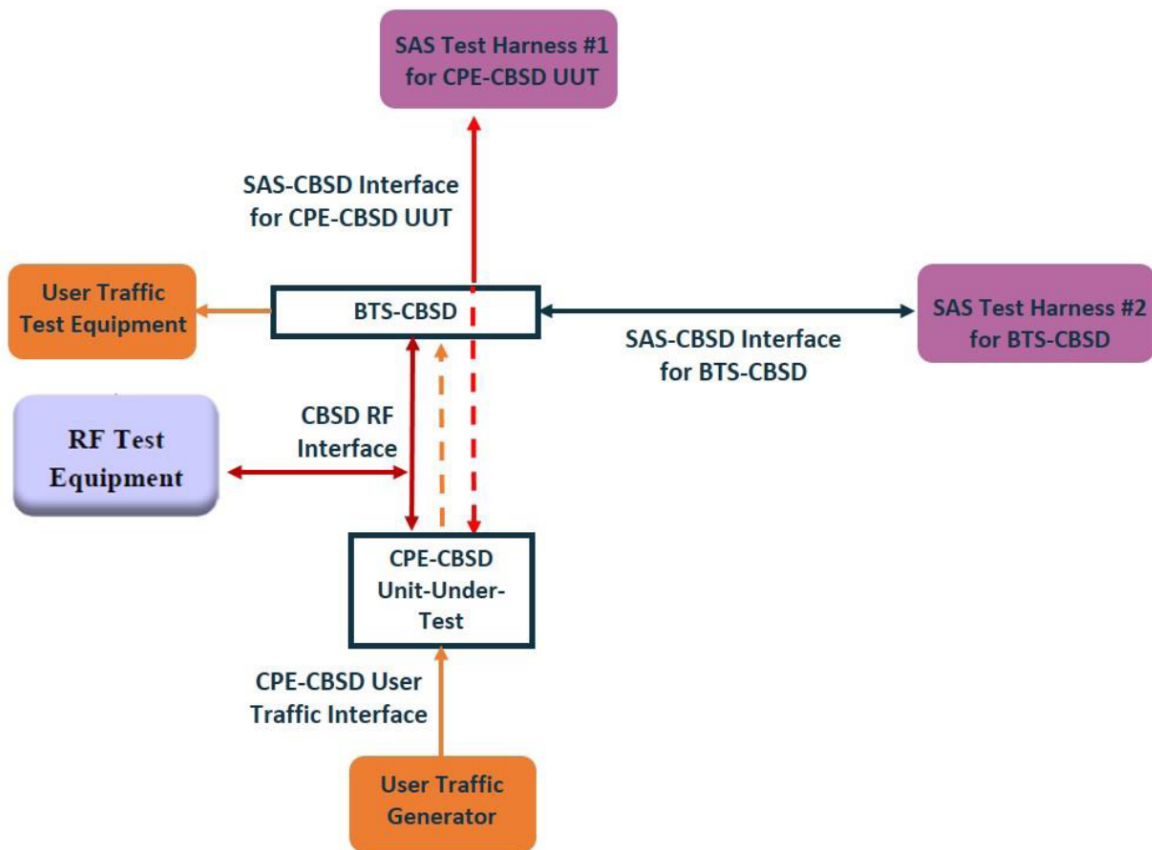 SAS Test Harness #1
for CPE-CBSD UUT
SAS-CBSD Interface
for CPE-CBSD UUT
User Traffic
Test Equipment
BTS-CBSD
SAS-CBSD Interface
for BTS-CBSD
SAS Test Harness #2
for BTS-CBSD
RF Test
Equipment
CBSD RF
Interface
CPE-CBSD
Unit-Under-
Test
CPE-CBSD User
Traffic Interface
User Traffic
Generator